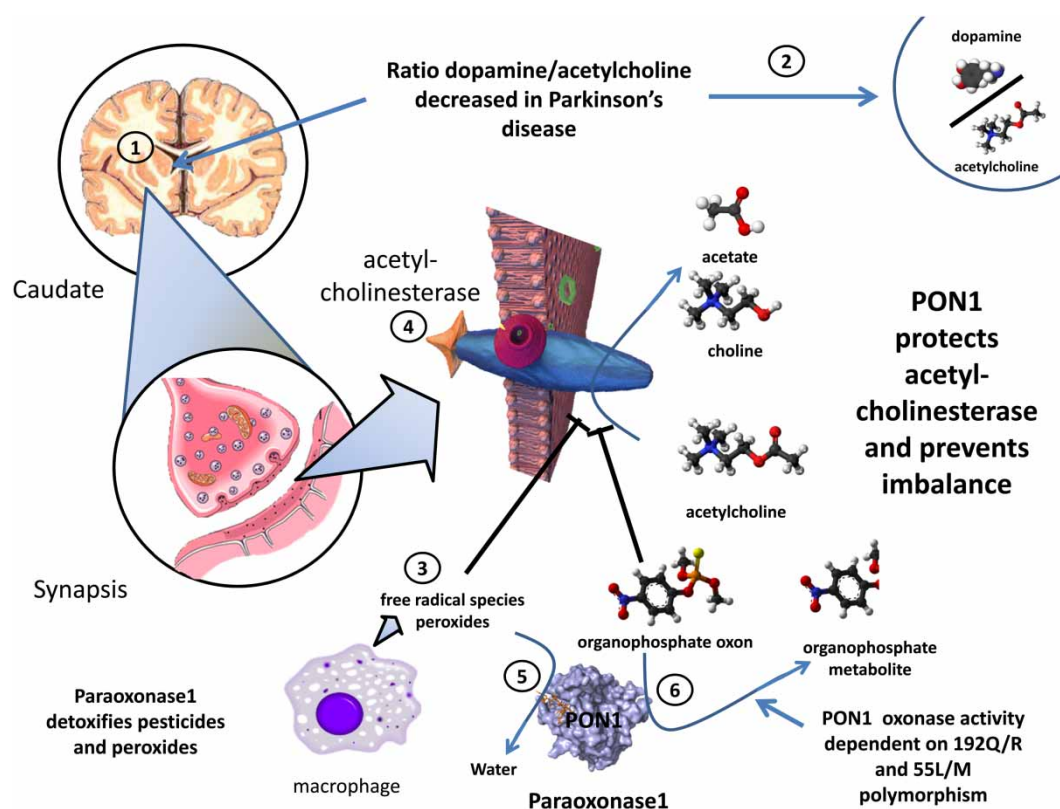 Ratio dopamine/acetylcholine
decreased in Parkinson's
disease
1
2
dopamine
acetylcholine
Caudate
acetyl-
cholinesterase
4
acetate
choline
acetylcholine
PON1
protects
acetyl-
cholinesterase
and prevents
imbalance
Synapsis
3
free radical species
peroxides
organophosphate oxon
organophosphate
metabolite
Paraoxonase1
detoxifies pesticides
and peroxides
macrophage
5
6
PON1
Water
Paraoxonase1
PON1 oxonase activity
dependent on 192Q/R
and 55L/M
polymorphism